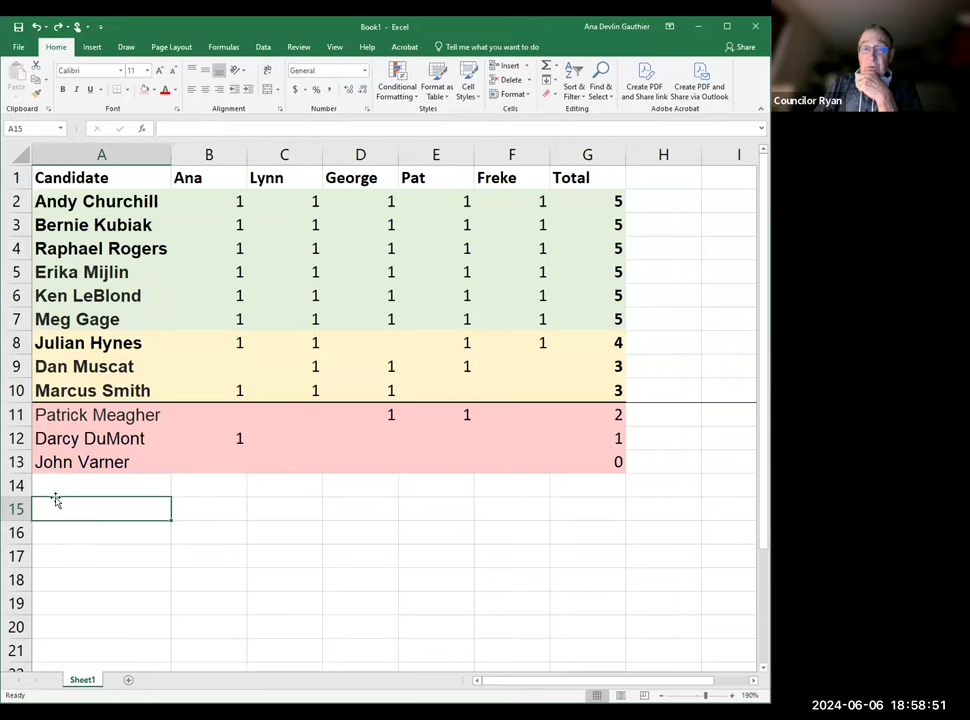 Book1 - Excel
Ana Devlin Gauthier
File Home Insert Draw Page Layout Formulas Data Review View Help Acrobat Tell me what you want to do Share
Paste
Calibri 11
B I U
General
$ % ,
Conditional Formatting
Format as Table
Cell Styles
Insert
Delete
Format
Sort & Filter
Find & Select
Create PDF and Share link
Create PDF and Share via Outlook
Clipboard Font Alignment Number Styles Cells Editing Adobe Acrobat
A15 fx
A B C D E F G H I
1 Candidate Ana Lynn George Pat Freke Total
2 Andy Churchill 1 1 1 1 1 5
3 Bernie Kubiak 1 1 1 1 1 5
4 Raphael Rogers 1 1 1 1 1 5
5 Erika Mijlin 1 1 1 1 1 5
6 Ken LeBlond 1 1 1 1 1 5
7 Meg Gage 1 1 1 1 1 5
8 Julian Hynes 1 1 1 1 4
9 Dan Muscat 1 1 1 3
10 Marcus Smith 1 1 1 3
11 Patrick Meagher 1 1 2
12 Darcy DuMont 1 1
13 John Varner 0
14
15
16
17
18
19
20
21
Sheet1
Ready 190%
Councilor Ryan
2024-06-06 18:58:51